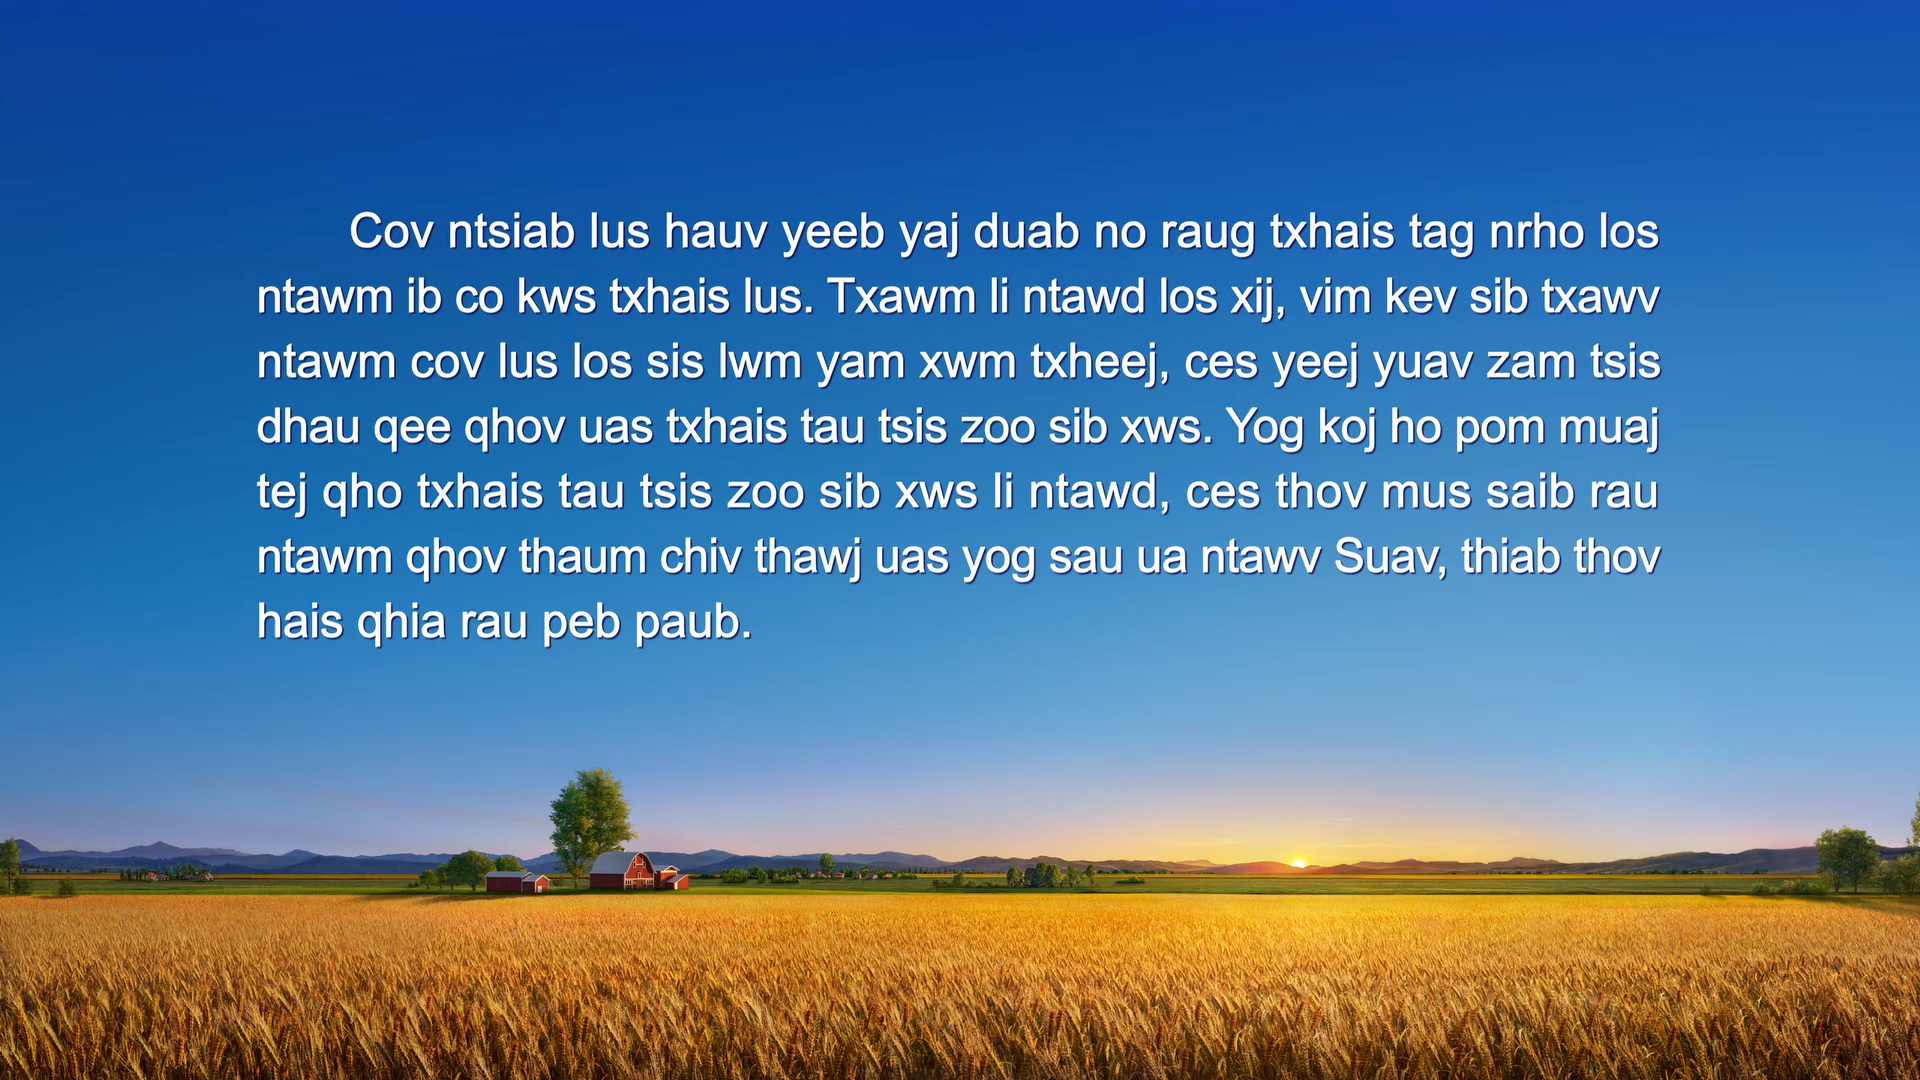 Cov ntsiab lus hauv yeeb yaj duab no raug txhais tag nrho los
ntawm ib co kws txhais lus. Txawm li ntawd los xij, vim kev sib txawv
ntawm cov lus los sis lwm yam xwm txheej, ces yeej yuav zam tsis
dhau qee qhov uas txhais tau tsis zoo sib xws. Yog koj ho pom muaj
tej qho txhais tau tsis zoo sib xws li ntawd, ces thov mus saib rau
ntawm qhov thaum chiv thawj uas yog sau ua ntawv Suav, thiab thov
hais qhia rau peb paub.